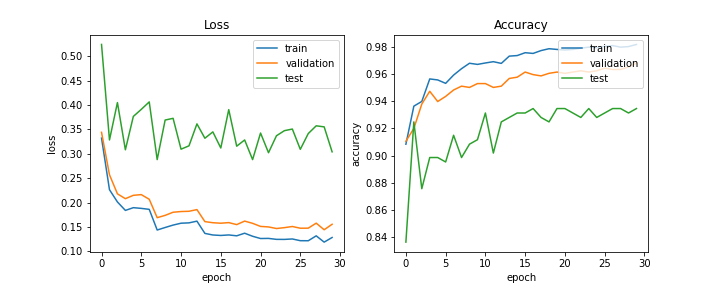 Loss
0.50
0.45
0.40
0.35
0.30
0.25
0.20
0.15
0.10
0 5 10 15 20 25 30
epoch
loss
train
validation
test
Accuracy
0.98
0.96
0.94
0.92
0.90
0.88
0.86
0.84
0 5 10 15 20 25 30
epoch
accuracy
train
validation
test